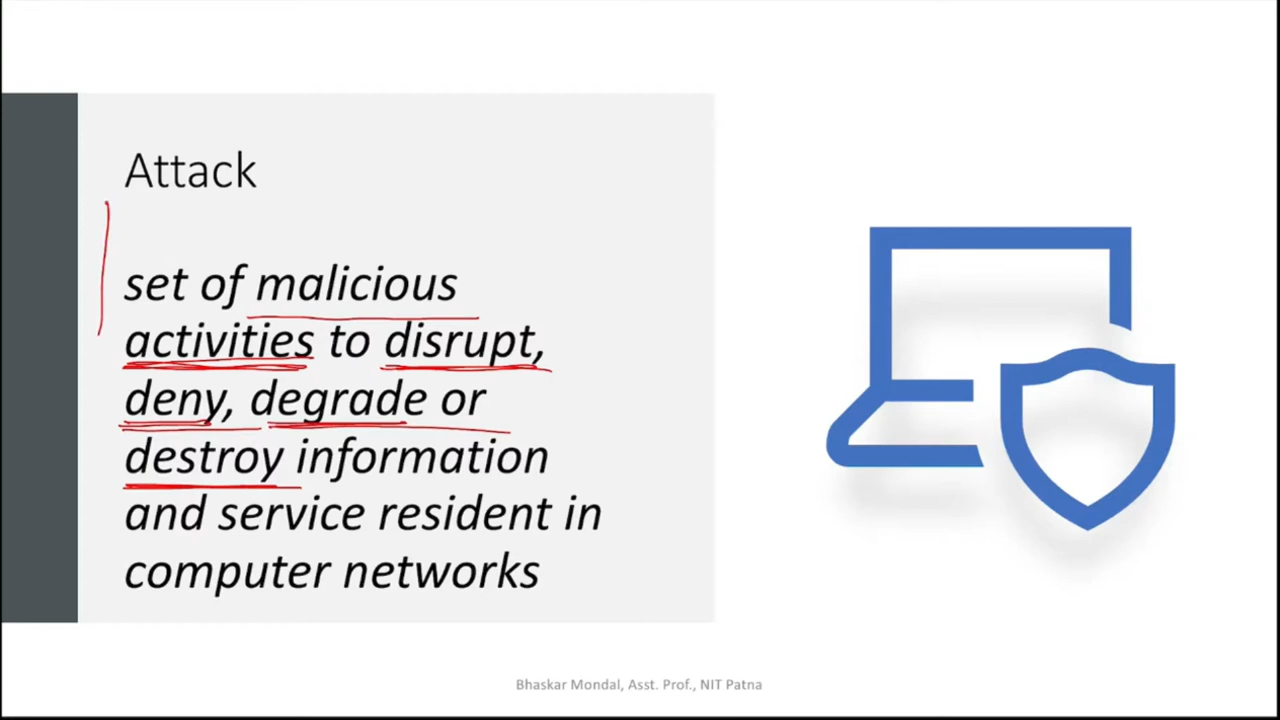 Attack
set of malicious
activities to disrupt,
deny, degrade or
destroy information
and service resident in
computer networks
Bhaskar Mondal, Asst. Prof., NIT Patna